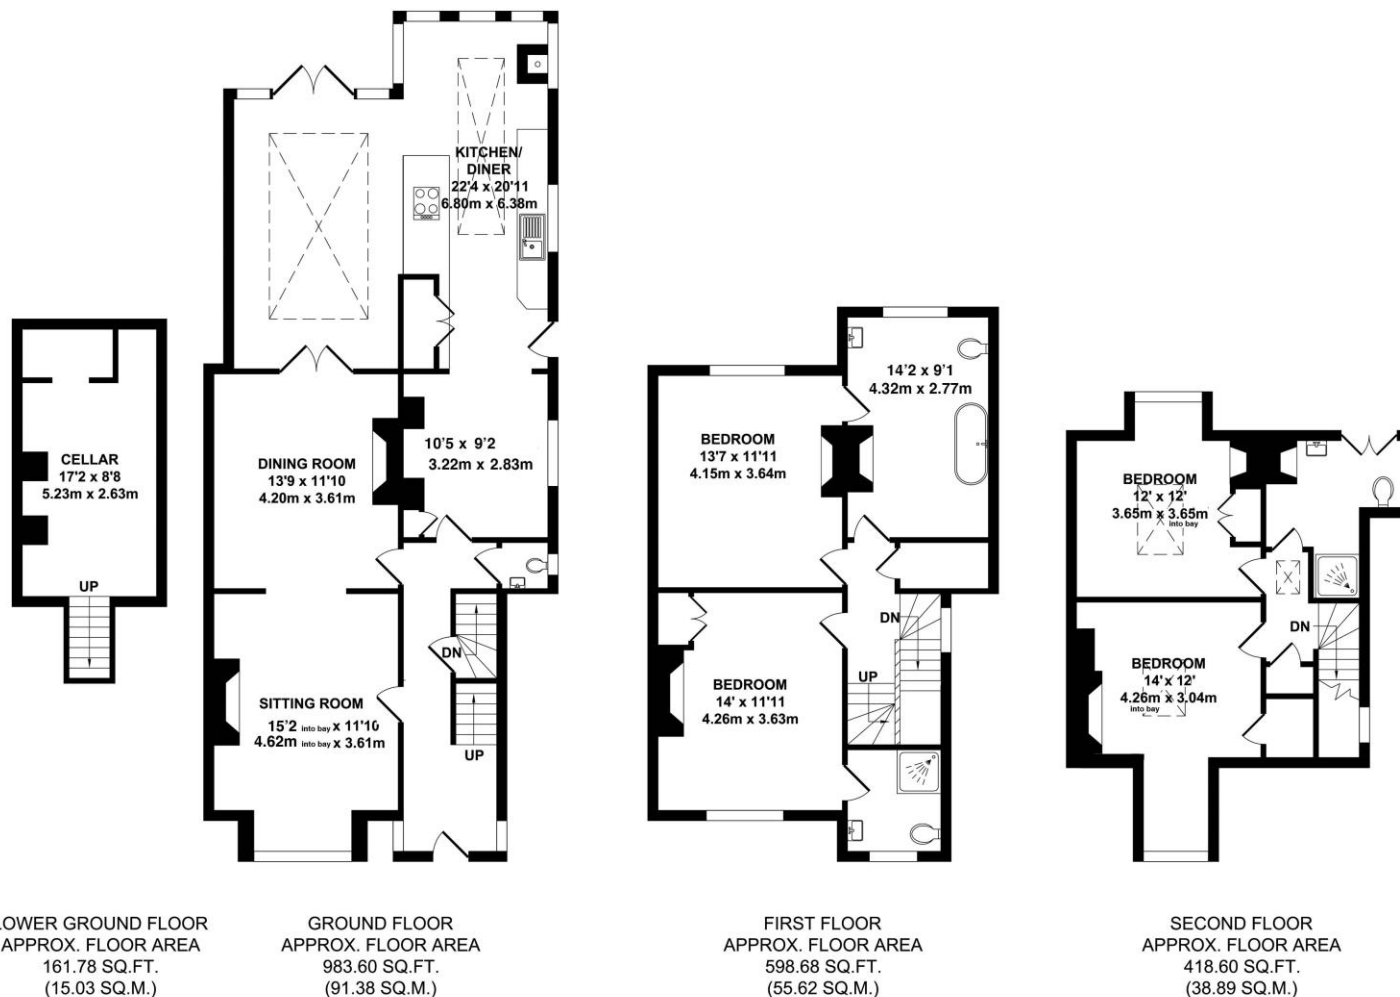 KITCHEN/
DINER
22'4 x 20'11
6.80m x 6.38m
CELLAR
17'2 x 8'8
5.23m x 2.63m
UP
DINING ROOM
13'9 x 11'10
4.20m x 3.61m
10'5 x 9'2
3.22m x 2.83m
DN
SITTING ROOM
15'2 into bay x 11'10
4.62m into bay x 3.61m
UP
14'2 x 9'1
4.32m x 2.77m
BEDROOM
13'7 x 11'11
4.15m x 3.64m
DN
UP
BEDROOM
14' x 11'11
4.26m x 3.63m
BEDROOM
12' x 12'
3.65m x 3.65m
into bay
DN
BEDROOM
14' x 12'
4.26m x 3.04m
into bay
LOWER GROUND FLOOR
APPROX. FLOOR AREA
161.78 SQ.FT.
(15.03 SQ.M.)
GROUND FLOOR
APPROX. FLOOR AREA
983.60 SQ.FT.
(91.38 SQ.M.)
FIRST FLOOR
APPROX. FLOOR AREA
598.68 SQ.FT.
(55.62 SQ.M.)
SECOND FLOOR
APPROX. FLOOR AREA
418.60 SQ.FT.
(38.89 SQ.M.)